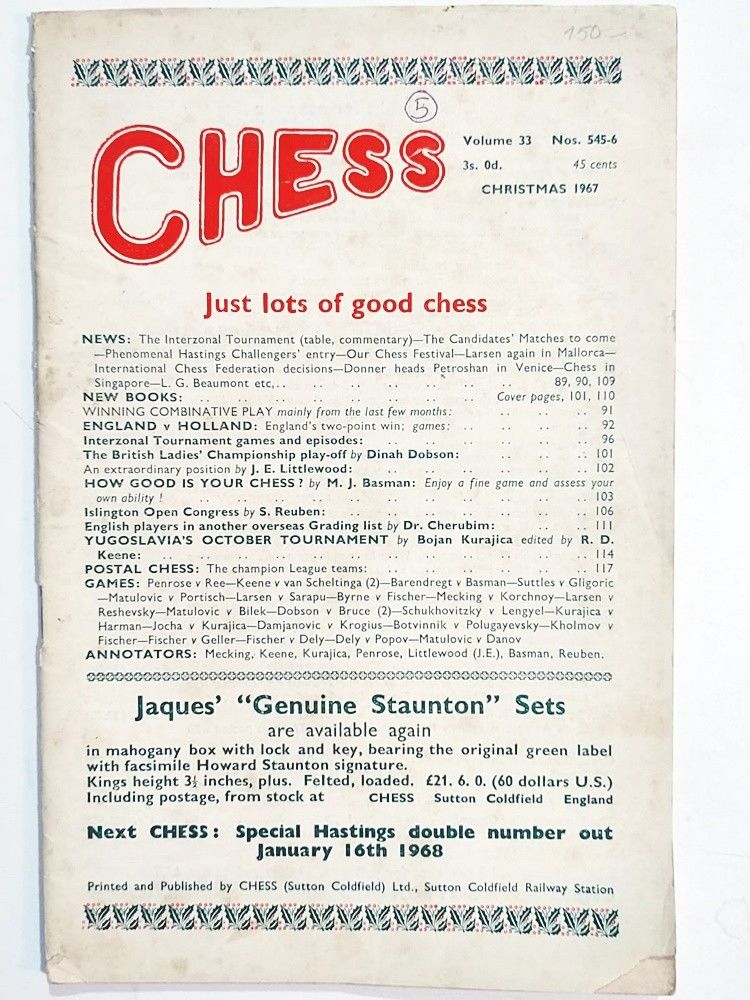 150 —
5
CHESS
Volume 33 Nos. 545-6
3s. 0d. 45 cents
CHRISTMAS 1967
Just lots of good chess
NEWS: The Interzonal Tournament (table, commentary)—The Candidates' Matches to come
—Phenomenal Hastings Challengers' entry—Our Chess Festival—Larsen again in Mallorca—
International Chess Federation decisions—Donner heads Petroshan in Venice—Chess in
Singapore—L. G. Beaumont etc,.. .. .. .. .. .. .. 89, 90, 109
NEW BOOKS: .. .. .. .. .. .. .. Cover pages, 101, 110
WINNING COMBINATIVE PLAY mainly from the last few months: .. .. .. 91
ENGLAND v HOLLAND: England's two-point win; games: .. .. .. .. 92
Interzonal Tournament games and episodes: .. .. .. .. .. 96
The British Ladies' Championship play-off by Dinah Dobson: .. .. .. 101
An extraordinary position by J. E. Littlewood: .. .. .. .. .. 102
HOW GOOD IS YOUR CHESS? by M. J. Basman: Enjoy a fine game and assess your
own ability ! .. .. .. .. .. .. .. .. .. 103
Islington Open Congress by S. Reuben: .. .. .. .. .. .. 106
English players in another overseas Grading list by Dr. Cherubim: .. .. 111
YUGOSLAVIA'S OCTOBER TOURNAMENT by Bojan Kurajica edited by R. D.
Keene: .. .. .. .. .. .. .. .. .. .. 114
POSTAL CHESS: The champion League teams: .. .. .. .. .. 117
GAMES: Penrose v Ree—Keene v van Scheltinga (2)—Barendregt v Basman—Suttles v Gligoric
—Matulovic v Portisch—Larsen v Sarapu—Byrne v Fischer—Mecking v Korchnoy—Larsen v
Reshevsky—Matulovic v Bilek—Dobson v Bruce (2)—Schukhovitzky v Lengyel—Kurajica v
Harman—Jocha v Kurajica—Damjanovic v Krogius—Botvinnik v Polugayevsky—Kholmov v
Fischer—Fischer v Geller—Fischer v Dely—Dely v Popov—Matulovic v Danov
ANNOTATORS: Mecking, Keene, Kurajica, Penrose, Littlewood (J.E.), Basman, Reuben.
Jaques' "Genuine Staunton" Sets
are available again
in mahogany box with lock and key, bearing the original green label
with facsimile Howard Staunton signature.
Kings height 3½ inches, plus. Felted, loaded. £21. 6. 0. (60 dollars U.S.)
Including postage, from stock at CHESS Sutton Coldfield England
Next CHESS: Special Hastings double number out
January 16th 1968
Printed and Published by CHESS (Sutton Coldfield) Ltd., Sutton Coldfield Railway Station